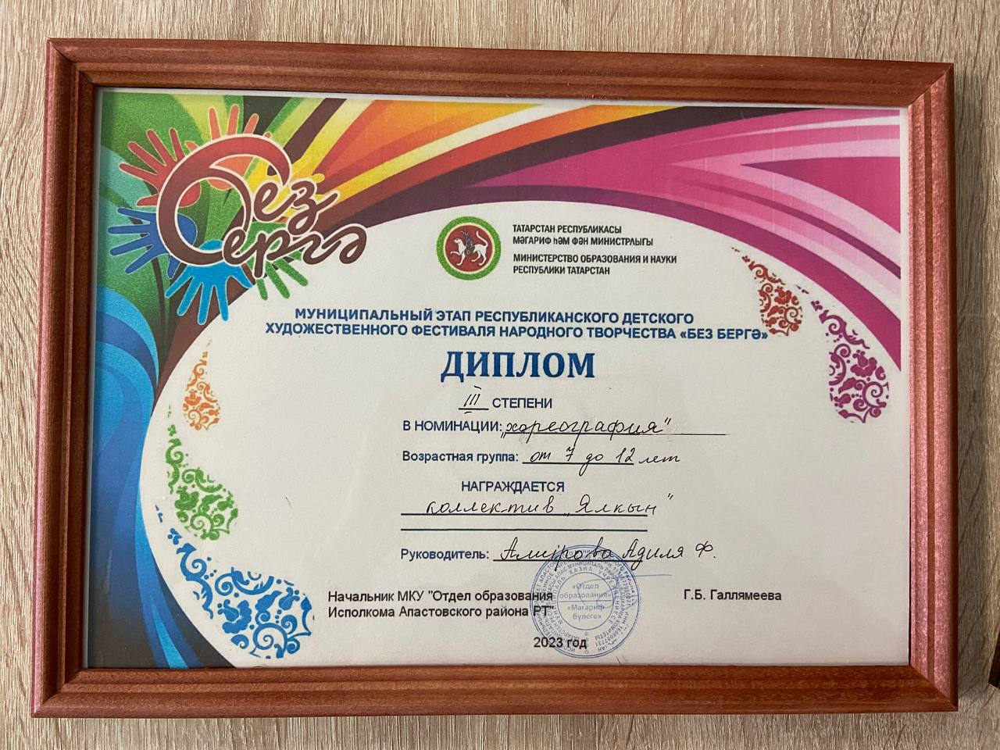 Без
бергә
ТАТАРСТАН РЕСПУБЛИКАСЫ
МӘГАРИФ ҺӘМ ФӘН МИНИСТРЛЫГЫ
МИНИСТЕРСТВО ОБРАЗОВАНИЯ И НАУКИ
РЕСПУБЛИКИ ТАТАРСТАН
МУНИЦИПАЛЬНЫЙ ЭТАП РЕСПУБЛИКАНСКОГО ДЕТСКОГО
ХУДОЖЕСТВЕННОГО ФЕСТИВАЛЯ НАРОДНОГО ТВОРЧЕСТВА «БЕЗ БЕРГӘ»
ДИПЛОМ
III СТЕПЕНИ
В НОМИНАЦИИ: "хореография"
Возрастная группа: от 7 до 12 лет
НАГРАЖДАЕТСЯ
коллектив "Ялкын"
Руководитель: Амирова Адиля Ф.
Начальник МКУ "Отдел образования
Исполкома Апастовского района РТ"
Г.Б. Галлямеева
«Отдел
образования»
«Мәгариф
бүлеге»
2023 год